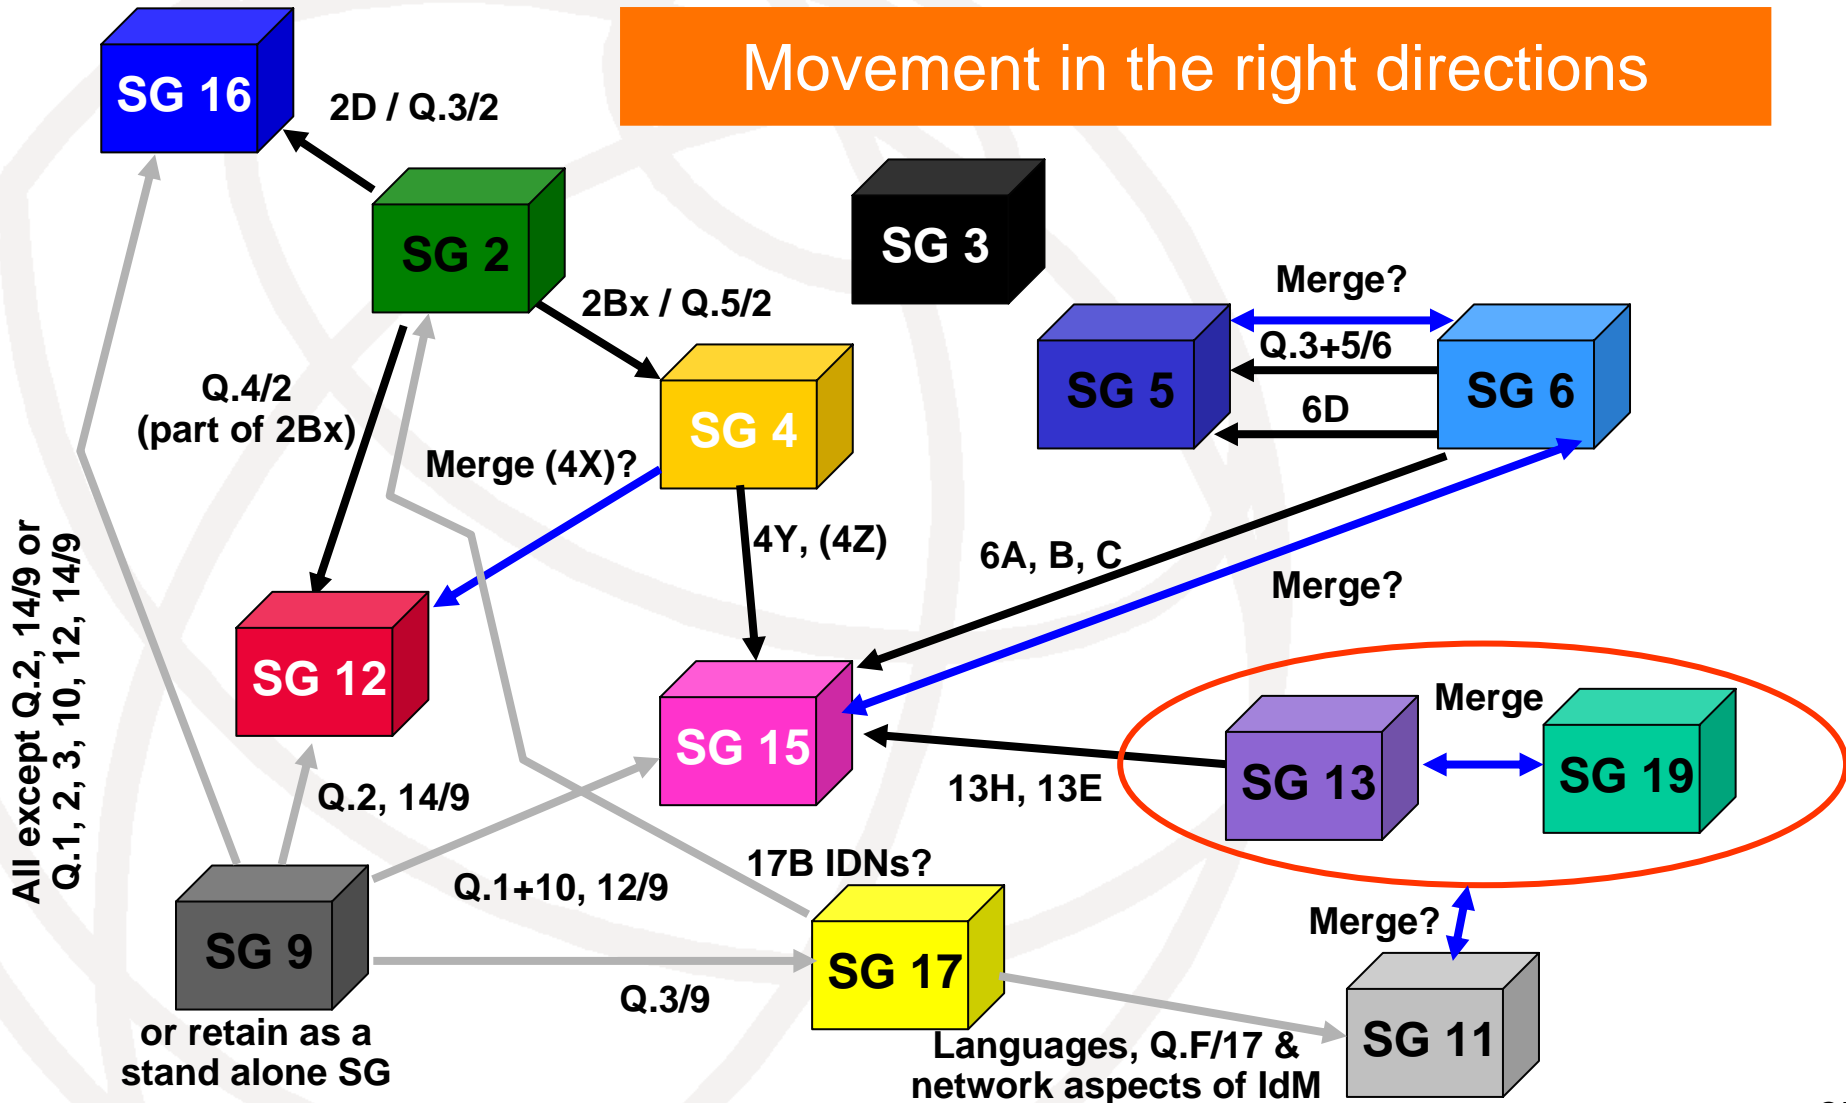 Movement in the right directions
SG 16
2D / Q.3/2
SG 2
SG 3
2Bx / Q.5/2
Merge?
Q.3+5/6
SG 5
SG 6
6D
Q.4/2
(part of 2Bx)
SG 4
Merge (4X)?
4Y, (4Z)
6A, B, C
Merge?
All except Q.2, 14/9 or
Q.1, 2, 3, 10, 12, 14/9
SG 12
SG 15
Merge
SG 13
SG 19
13H, 13E
Q.2, 14/9
Q.1+10, 12/9
17B IDNs?
Merge?
SG 9
SG 17
Q.3/9
SG 11
or retain as a
stand alone SG
Languages, Q.F/17 &
network aspects of IdM